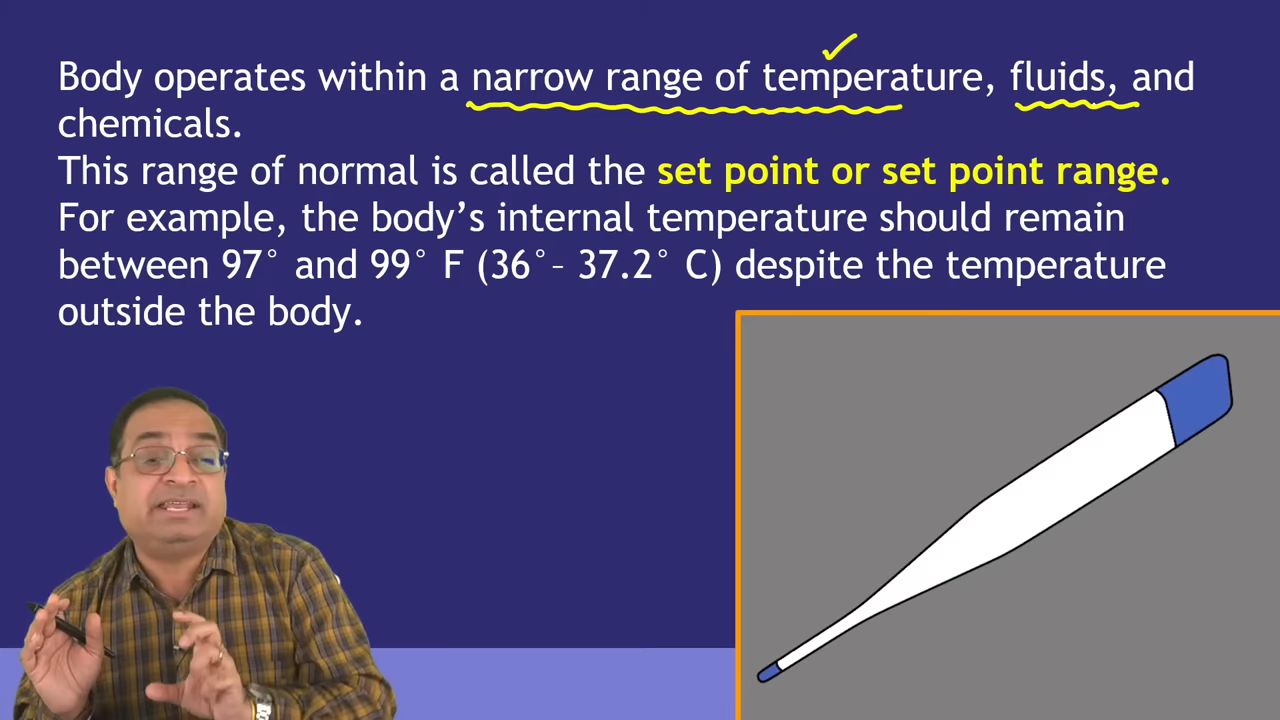 Body operates within a narrow range of temperature, fluids, and
chemicals.
This range of normal is called the set point or set point range.
For example, the body’s internal temperature should remain
between 97° and 99° F (36°– 37.2° C) despite the temperature
outside the body.